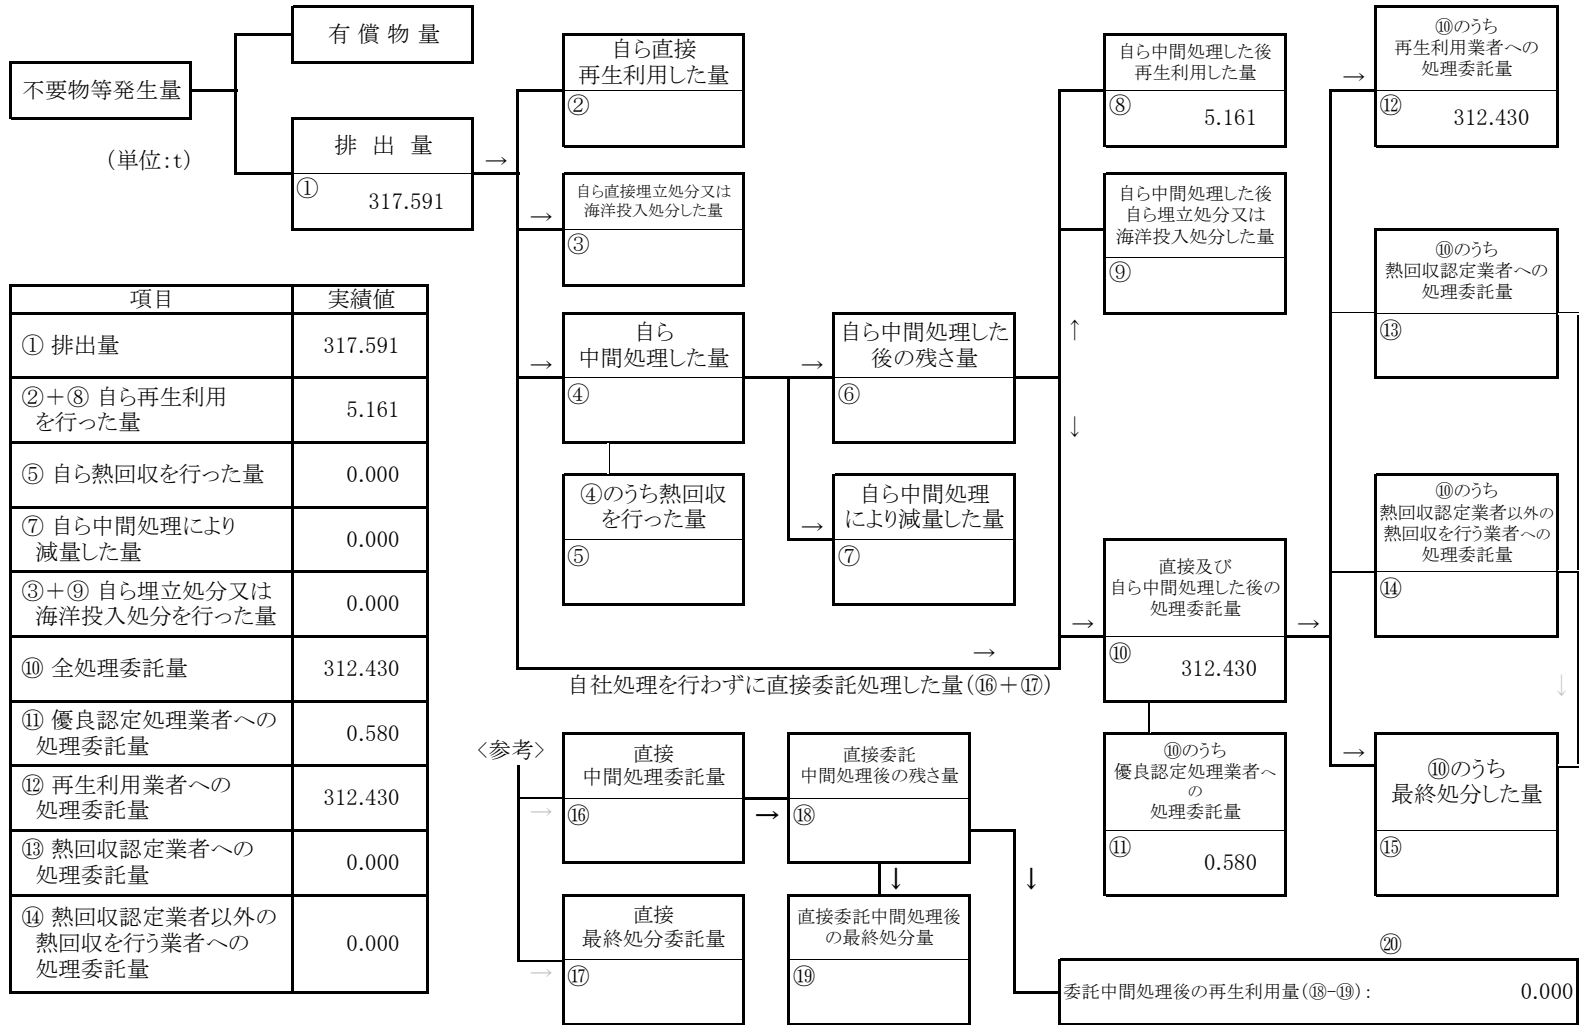 有 償 物 量
不要物等発生量
(単位:t)
排 出 量
①
317.591
→
自ら直接
再生利用した量
②
→
自ら直接埋立処分又は
海洋投入処分した量
③
→
自ら
中間処理した量
④
→
自ら中間処理した
後の残さ量
⑥
④のうち熱回収
を行った量
⑤
→
自ら中間処理
により減量した量
⑦
自ら中間処理した後
再生利用した量
⑧
5.161
自ら中間処理した後
自ら埋立処分又は
海洋投入処分した量
⑨
↑
↓
→
自社処理を行わずに直接委託処理した量(⑯+⑰)
→
直接及び
自ら中間処理した後の
処理委託量
⑩
312.430
→
⑩のうち
優良認定処理業者へ
の
処理委託量
⑪
0.580
→
⑩のうち
再生利用業者への
処理委託量
⑫
312.430
⑩のうち
熱回収認定業者への
処理委託量
⑬
⑩のうち
熱回収認定業者以外の
熱回収を行う業者への
処理委託量
⑭
↓
→
⑩のうち
最終処分した量
⑮
項目 実績値
① 排出量 317.591
②+⑧ 自ら再生利用
を行った量 5.161
⑤ 自ら熱回収を行った量 0.000
⑦ 自ら中間処理により
減量した量 0.000
③+⑨ 自ら埋立処分又は
海洋投入処分を行った量 0.000
⑩ 全処理委託量 312.430
⑪ 優良認定処理業者への
処理委託量 0.580
⑫ 再生利用業者への
処理委託量 312.430
⑬ 熱回収認定業者への
処理委託量 0.000
⑭ 熱回収認定業者以外の
熱回収を行う業者への
処理委託量 0.000
〈参考〉
→
直接
中間処理委託量
⑯
→
直接委託
中間処理後の残さ量
⑱
↓
↓
→
直接
最終処分委託量
⑰
直接委託中間処理後
の最終処分量
⑲
⑳
委託中間処理後の再生利用量(⑱-⑲): 0.000